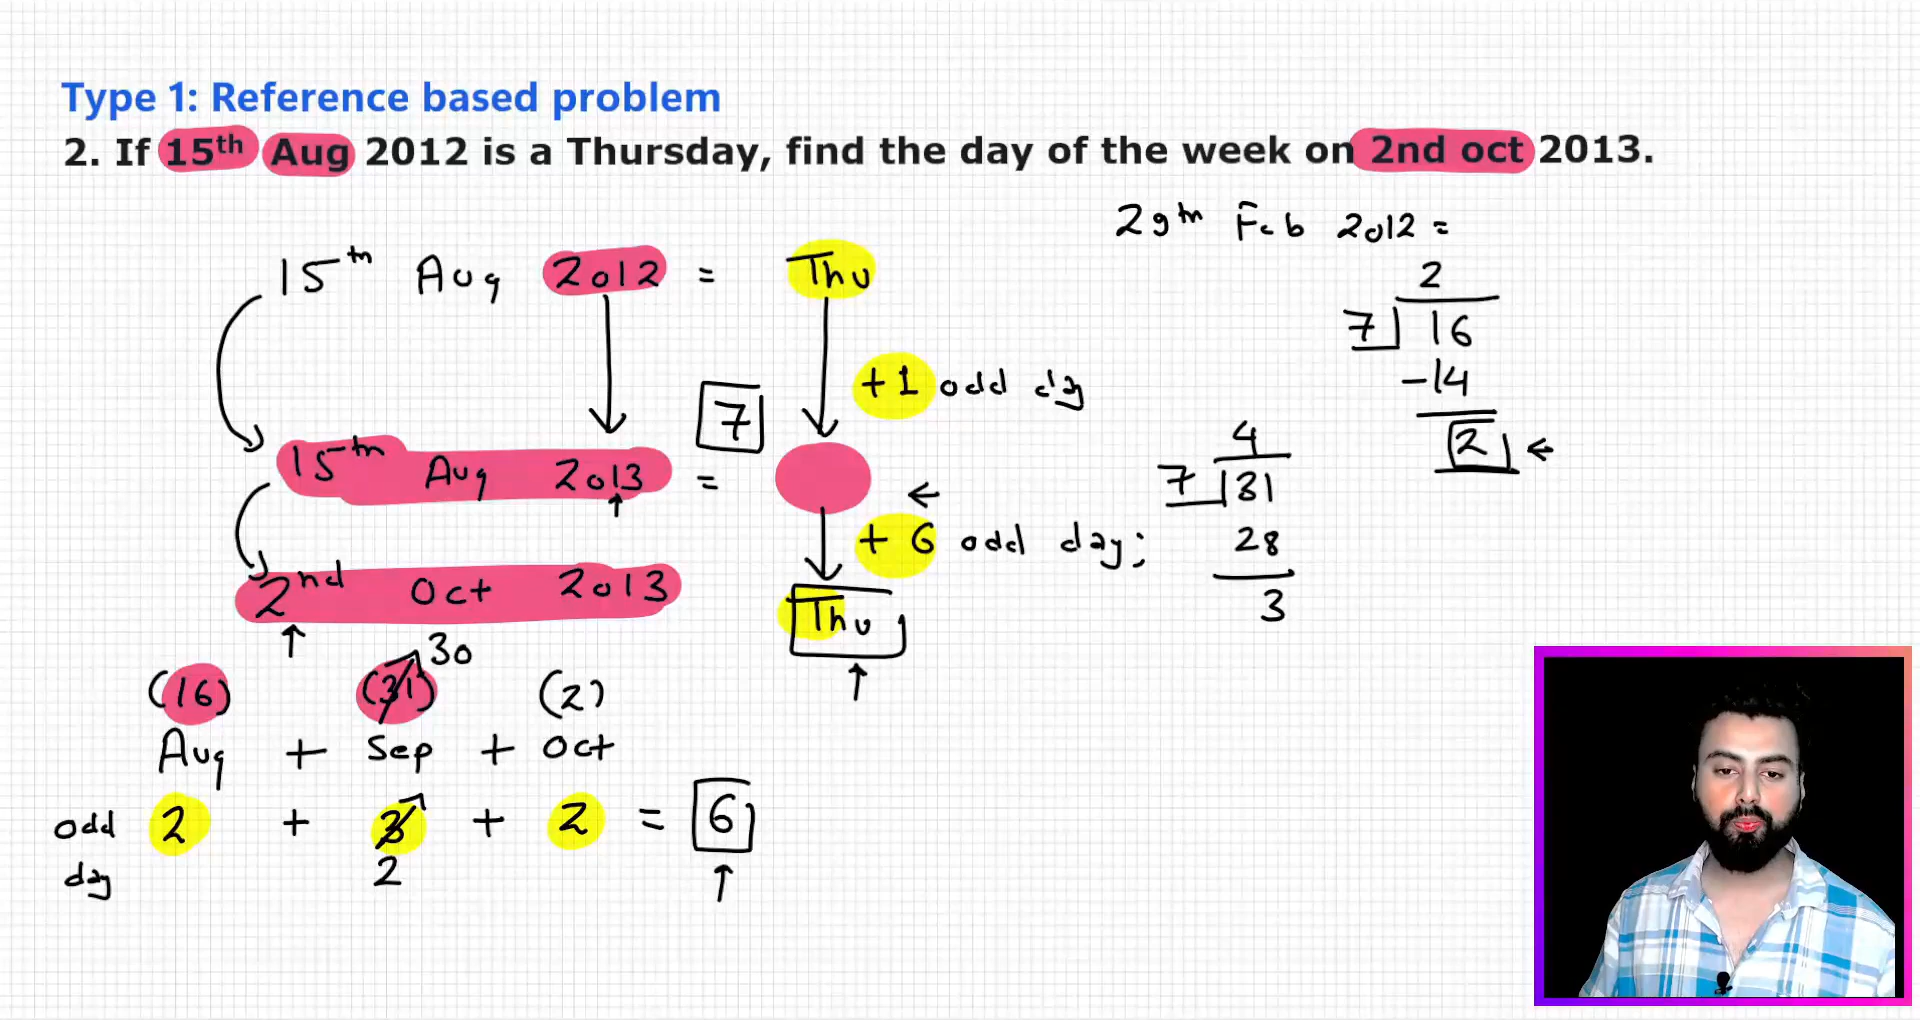 Type 1: Reference based problem
2. If 15th Aug 2012 is a Thursday, find the day of the week on 2nd oct 2013.
29th Feb 2012 =
15th Aug 2012 = Thu
2
7 16
-14
2
+1 odd day
7
4
7 31
28
3
15th Aug 2013 =
+ 6 odd day;
2nd Oct 2013 Thu
30
(16) (31) (2)
Aug + Sep + Oct
odd day 2 + 3 + 2 = 6
2